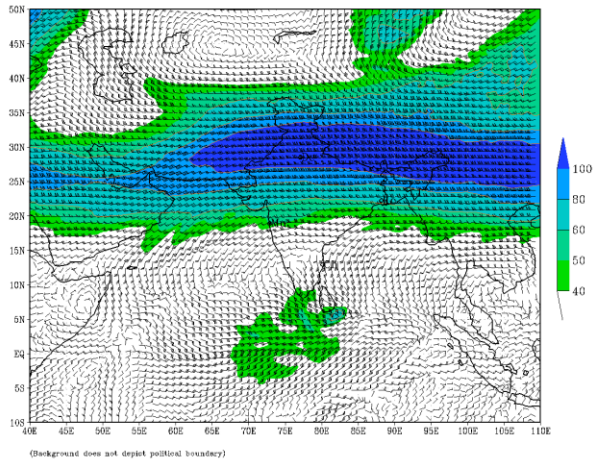 50N
45N
40N
35N
30N
25N
20N
15N
10N
5N
EQ
5S
10S
40E 45E 50E 55E 60E 65E 70E 75E 80E 85E 90E 95E 100E 105E 110E
100
80
60
50
40
(Background does not depict political boundary)